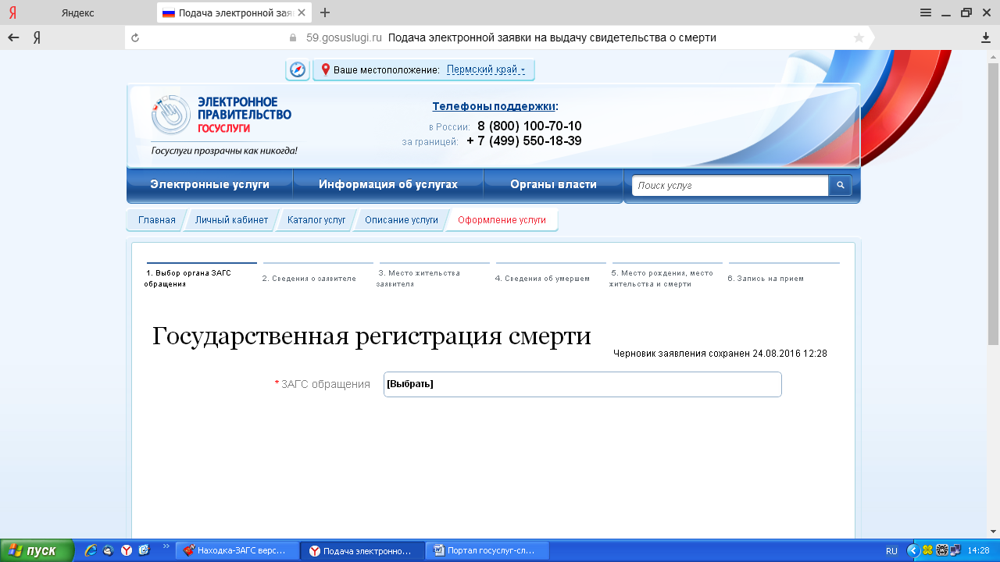 Я Яндекс Подача электронной зая
Я 59.gosuslugi.ru Подача электронной заявки на выдачу свидетельства о смерти
Ваше местоположение: Пермский край
ЭЛЕКТРОННОЕ
ПРАВИТЕЛЬСТВО
ГОСУСЛУГИ
Госуслуги прозрачны как никогда!
Телефоны поддержки:
в России: 8 (800) 100-70-10
за границей: + 7 (499) 550-18-39
Электронные услуги Информация об услугах Органы власти Поиск услуг
Главная Личный кабинет Каталог услуг Описание услуги Оформление услуги
1. Выбор органа ЗАГС
обращения
2. Сведения о заявителе
3. Место жительства
заявителя
4. Сведения об умершем
5. Место рождения, место
жительства и смерти
6. Запись на прием
Государственная регистрация смерти
Черновик заявления сохранен 24.08.2016 12:28
* ЗАГС обращения [Выбрать]
пуск Находка-ЗАГС верс... Подача электронно... Портал госуслуг-сл... RU 14:28